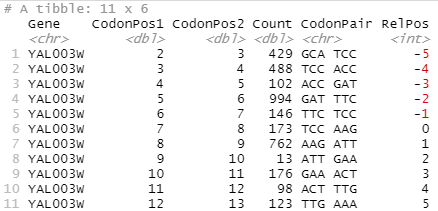 # A tibble: 11 x 6
Gene CodonPos1 CodonPos2 Count CodonPair RelPos
<chr> <dbl> <dbl> <dbl> <chr> <int>
1 YAL003W 2 3 429 GCA TCC -5
2 YAL003W 3 4 488 TCC ACC -4
3 YAL003W 4 5 102 ACC GAT -3
4 YAL003W 5 6 994 GAT TTC -2
5 YAL003W 6 7 146 TTC TCC -1
6 YAL003W 7 8 173 TCC AAG 0
7 YAL003W 8 9 762 AAG ATT 1
8 YAL003W 9 10 13 ATT GAA 2
9 YAL003W 10 11 176 GAA ACT 3
10 YAL003W 11 12 98 ACT TTG 4
11 YAL003W 12 13 123 TTG AAA 5